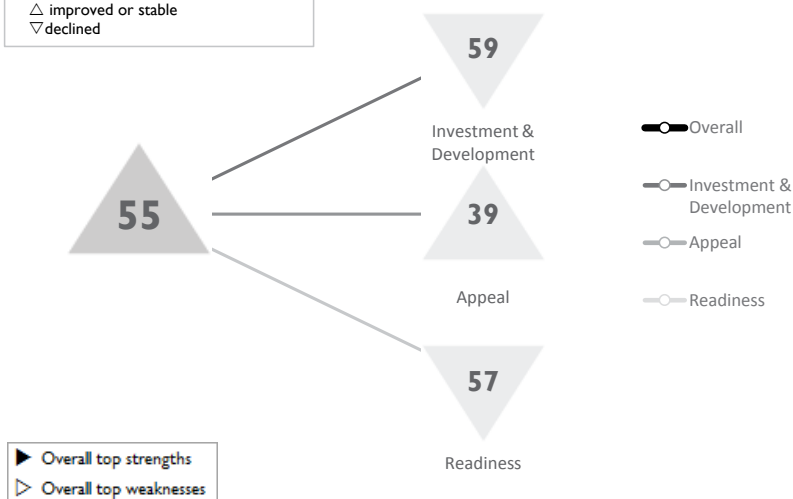 △ improved or stable
▽ declined
59
Investment &
Development
55
39
Appeal
57
Readiness
Overall
Investment &
Development
Appeal
Readiness
▶ Overall top strengths
▷ Overall top weaknesses